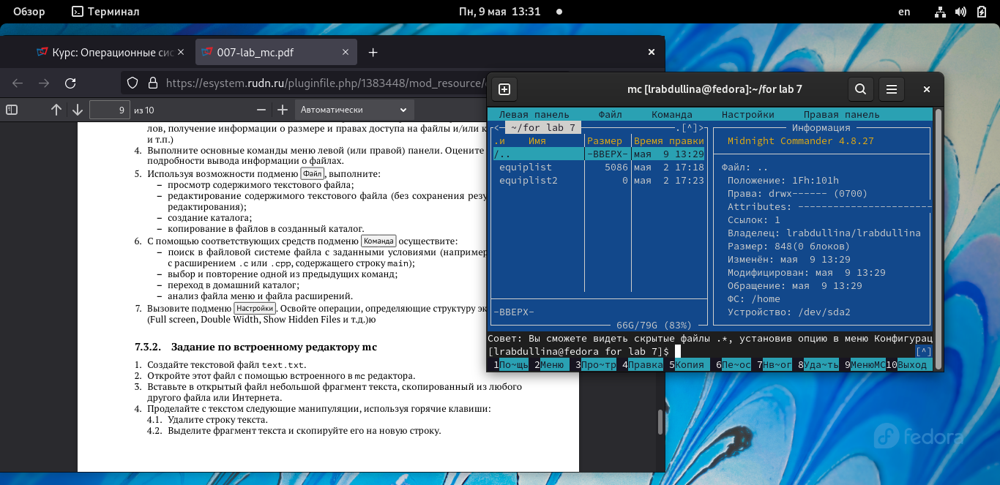 Обзор
Терминал
Пн, 9 мая 13:31
en
Курс: Операционные сис
007-lab_mc.pdf
https://esystem.rudn.ru/pluginfile.php/1383448/mod_resource/
9 из 10
Автоматически
лов, получение информации о размере и правах доступа на файлы и/или к
и т.п.)
4. Выполните основные команды меню левой (или правой) панели. Оцените
подробности вывода информации о файлах.
5. Используя возможности подменю Файл, выполните:
– просмотр содержимого текстового файла;
– редактирование содержимого текстового файла (без сохранения резу
редактирования);
– создание каталога;
– копирование в файлов в созданный каталог.
6. С помощью соответствующих средств подменю Команда осуществите:
– поиск в файловой системе файла с заданными условиями (например
с расширением .c или .cpp, содержащего строку main);
– выбор и повторение одной из предыдущих команд;
– переход в домашний каталог;
– анализ файла меню и файла расширений.
7. Вызовите подменю Настройки. Освойте операции, определяющие структуру эк
(Full screen, Double Width, Show Hidden Files и т.д.)ю
7.3.2. Задание по встроенному редактору mc
1. Создайте текстовой файл text.txt.
2. Откройте этот файл с помощью встроенного в mc редактора.
3. Вставьте в открытый файл небольшой фрагмент текста, скопированный из любого
другого файла или Интернета.
4. Проделайте с текстом следующие манипуляции, используя горячие клавиши:
4.1. Удалите строку текста.
4.2. Выделите фрагмент текста и скопируйте его на новую строку.
mc [lrabdullina@fedora]:~/for lab 7
Левая панель Файл Команда Настройки Правая панель
<─ ~/for lab 7 .[^]>
.и Имя Размер Время правки
/.. -ВВЕРХ- мая 9 13:29
equiplist 5086 мая 2 17:18
equiplist2 0 мая 2 17:23
-ВВЕРХ-
66G/79G (83%)
Информация
Midnight Commander 4.8.27
Файл: ..
Положение: 1Fh:101h
Права: drwx------ (0700)
Attributes: -----------------------
Ссылок: 1
Владелец: lrabdullina/lrabdullina
Размер: 848(0 блоков)
Изменён: мая 9 13:29
Модифицирован: мая 9 13:29
Обращение: мая 9 13:29
ФС: /home
Устройство: /dev/sda2
Совет: Вы сможете видеть скрытые файлы .*, установив опцию в меню Конфигурац
[lrabdullina@fedora for lab 7]$ [^]
1По~щь 2Меню 3Про~тр 4Правка 5Копия 6Пе~ос 7Нв~ог 8Уда~ть 9МенюMC 10Выход
fedora